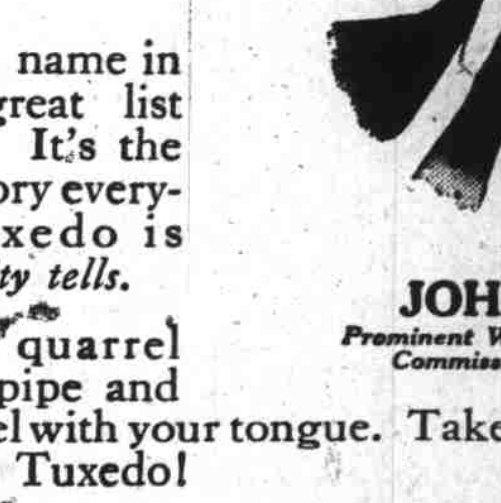 name in
great list
It's the
ory every-
xedo is
ty tells.
JOH
Prominent W
Commiss
quarrel
pipe and
el with your tongue. Take
Tuxedo!